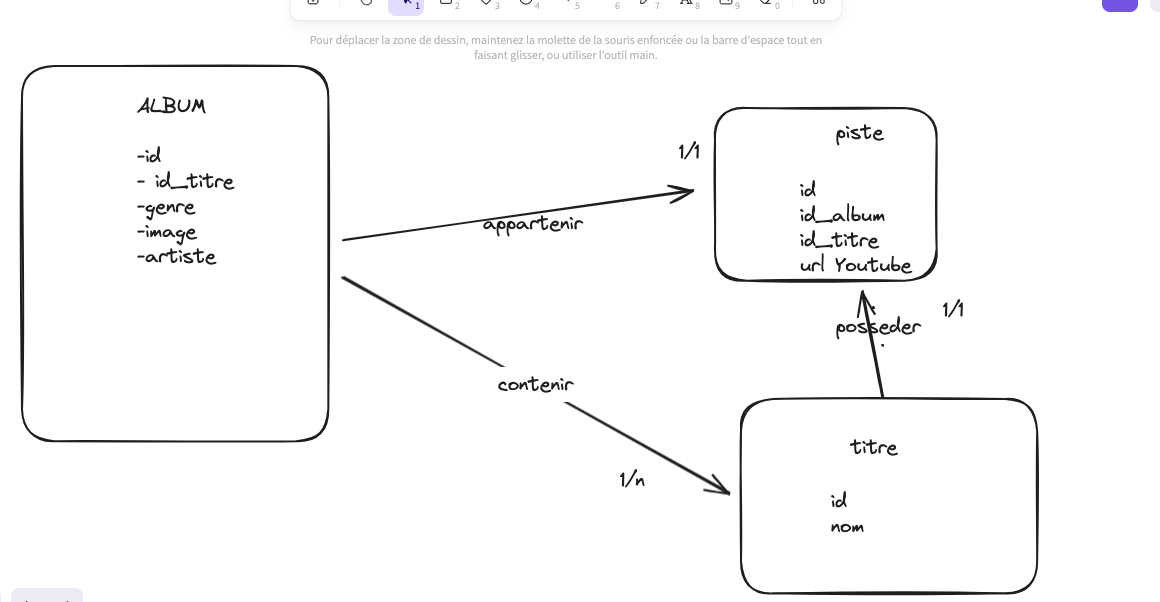 1
2
3
4
5
6
7
8
9
0
Pour déplacer la zone de dessin, maintenez la molette de la souris enfoncée ou la barre d'espace tout en
faisant glisser, ou utiliser l'outil main.
ALBUM
-id
- id_titre
-genre
-image
-artiste
1/1
piste
id
id_album
id_titre
url Youtube
appartenir
1/1
posseder
contenir
1/n
titre
id
nom